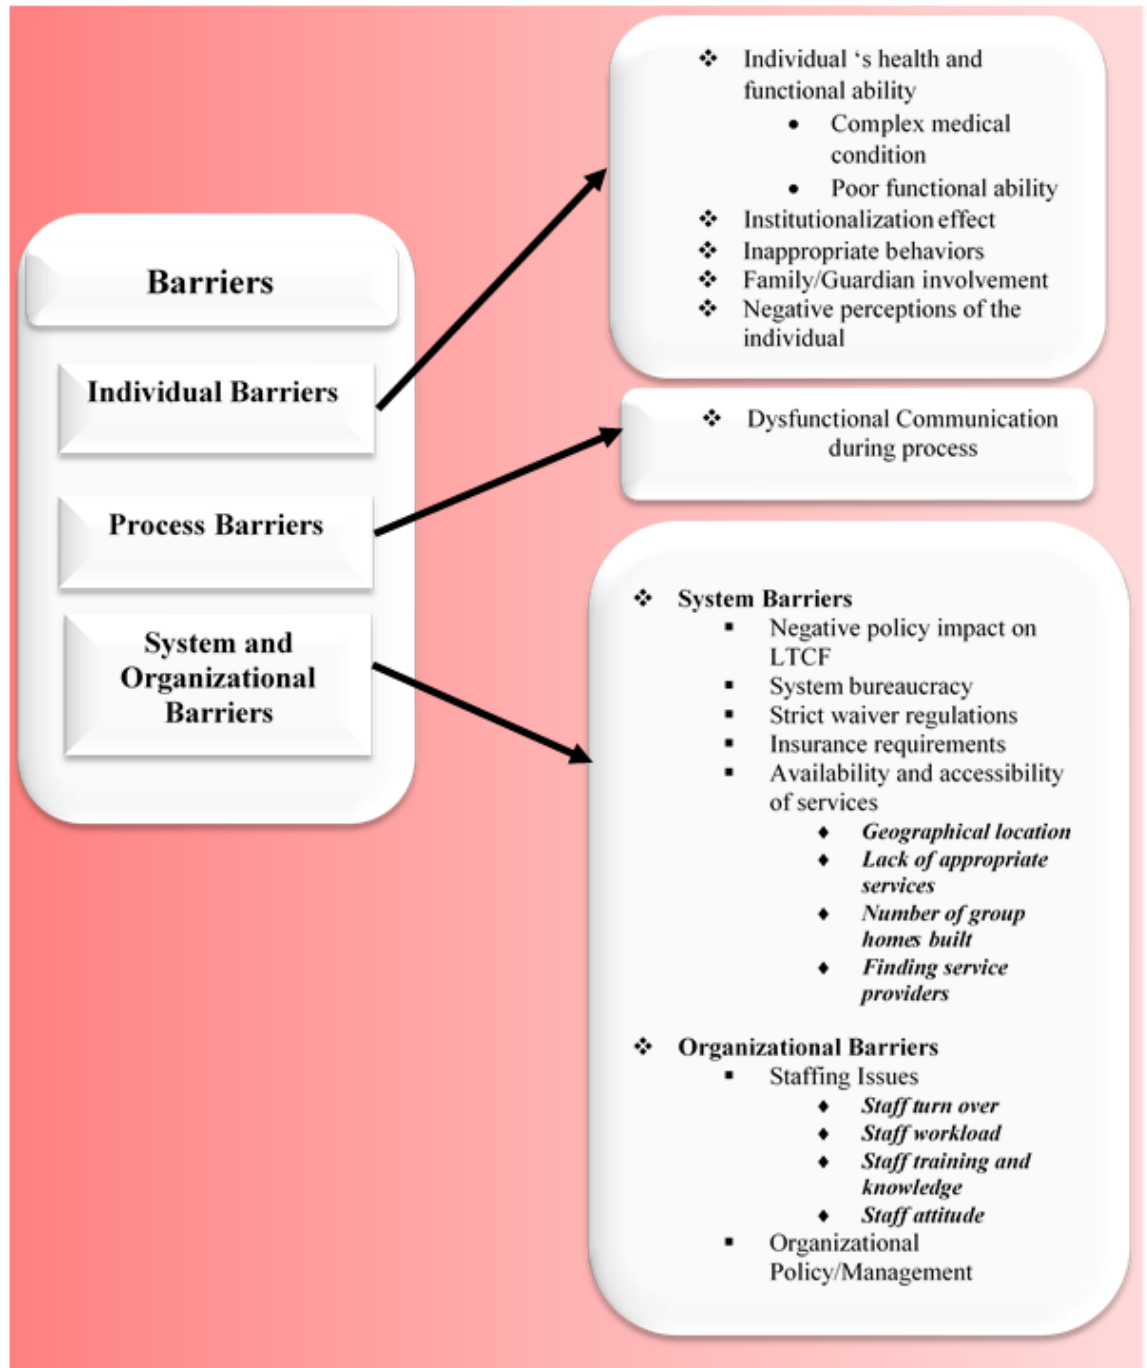 Barriers
Individual Barriers
Process Barriers
System and
Organizational
Barriers
❖ Individual ‘s health and
functional ability
• Complex medical
condition
• Poor functional ability
❖ Institutionalization effect
❖ Inappropriate behaviors
❖ Family/Guardian involvement
❖ Negative perceptions of the
individual
❖ Dysfunctional Communication
during process
❖ System Barriers
▪ Negative policy impact on
LTCF
▪ System bureaucracy
▪ Strict waiver regulations
▪ Insurance requirements
▪ Availability and accessibility
of services
♦ Geographical location
♦ Lack of appropriate
services
♦ Number of group
homes built
♦ Finding service
providers
❖ Organizational Barriers
▪ Staffing Issues
♦ Staff turn over
♦ Staff workload
♦ Staff training and
knowledge
♦ Staff attitude
▪ Organizational
Policy/Management